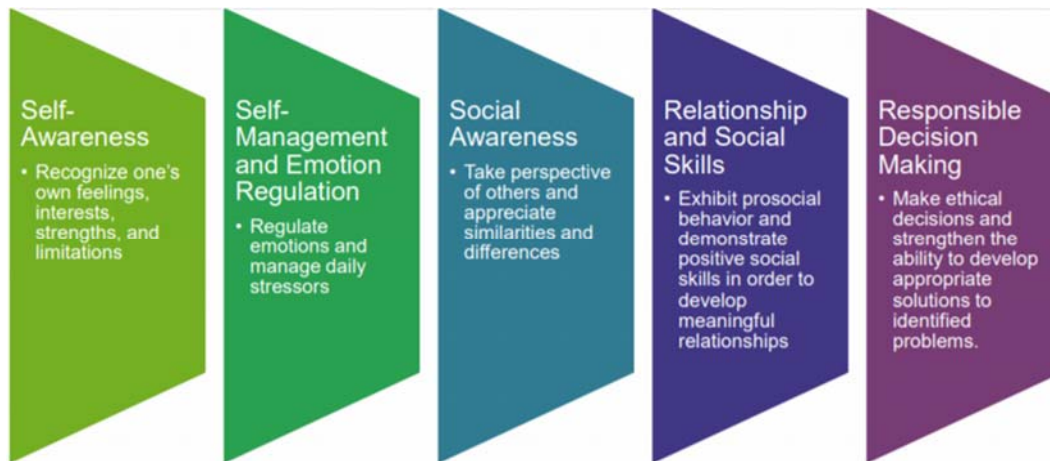 Self-
Awareness
• Recognize one's
own feelings,
interests,
strengths, and
limitations
Self-
Management
and Emotion
Regulation
• Regulate
emotions and
manage daily
stressors
Social
Awareness
• Take perspective
of others and
appreciate
similarities and
differences
Relationship
and Social
Skills
• Exhibit prosocial
behavior and
demonstrate
positive social
skills in order to
develop
meaningful
relationships
Responsible
Decision
Making
• Make ethical
decisions and
strengthen the
ability to develop
appropriate
solutions to
identified
problems.